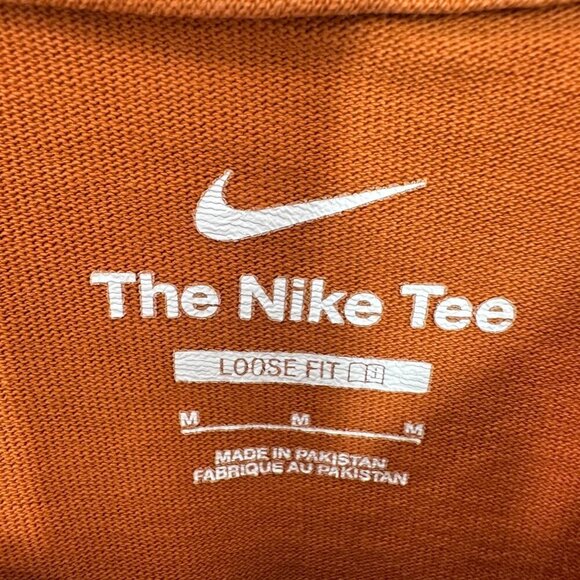 The Nike Tee
LOOSE FIT
M M M
MADE IN PAKISTAN
FABRIQUE AU PAKISTAN